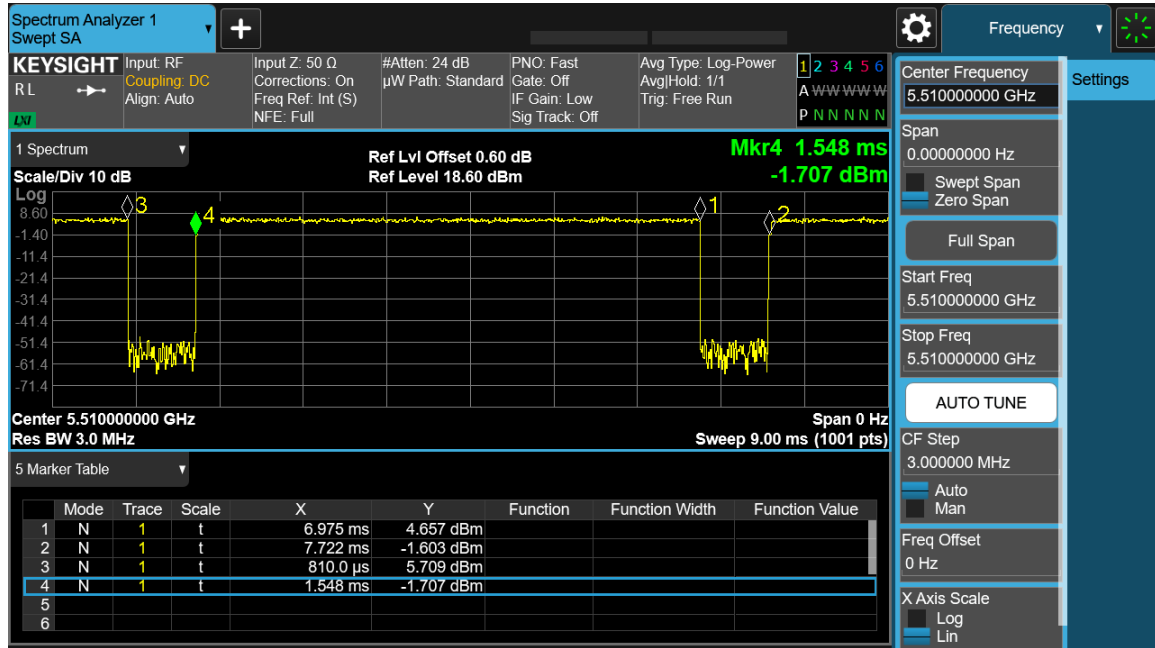 Spectrum Analyzer 1
Swept SA
+
Frequency
KEYSIGHT
R L
LXI
Input: RF
Coupling: DC
Align: Auto
Input Z: 50 Ω
Corrections: On
Freq Ref: Int (S)
NFE: Full
#Atten: 24 dB
µW Path: Standard
PNO: Fast
Gate: Off
IF Gain: Low
Sig Track: Off
Avg Type: Log-Power
Avg|Hold: 1/1
Trig: Free Run
1 2 3 4 5 6
A W W W W W
P N N N N N
1 Spectrum
Scale/Div 10 dB
Ref Lvl Offset 0.60 dB
Ref Level 18.60 dBm
Mkr4 1.548 ms
-1.707 dBm
Log
8.60
-1.40
-11.4
-21.4
-31.4
-41.4
-51.4
-61.4
-71.4
3
4
1
2
Center 5.510000000 GHz
Res BW 3.0 MHz
Span 0 Hz
Sweep 9.00 ms (1001 pts)
5 Marker Table
Mode Trace Scale X Y Function Function Width Function Value
1 N 1 t 6.975 ms 4.657 dBm
2 N 1 t 7.722 ms -1.603 dBm
3 N 1 t 810.0 µs 5.709 dBm
4 N 1 t 1.548 ms -1.707 dBm
5
6
Center Frequency
5.510000000 GHz
Settings
Span
0.00000000 Hz
Swept Span
Zero Span
Full Span
Start Freq
5.510000000 GHz
Stop Freq
5.510000000 GHz
AUTO TUNE
CF Step
3.000000 MHz
Auto
Man
Freq Offset
0 Hz
X Axis Scale
Log
Lin